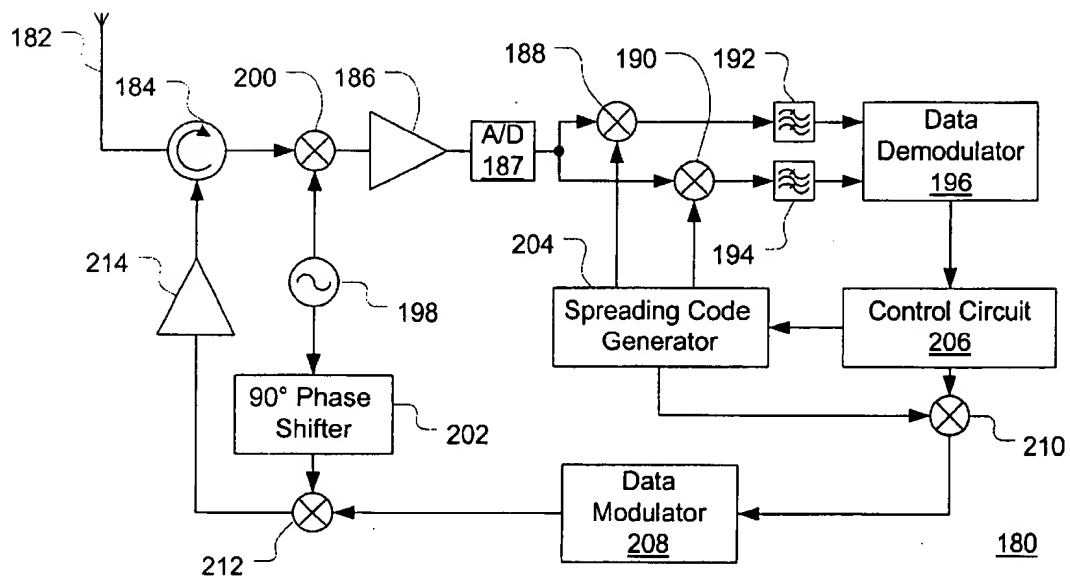 182
184
200
186
188
190
192
A/D
187
Data
Demodulator
196
194
204
214
198
Spreading Code
Generator
Control Circuit
206
90° Phase
Shifter
202
210
Data
Modulator
208
212
180